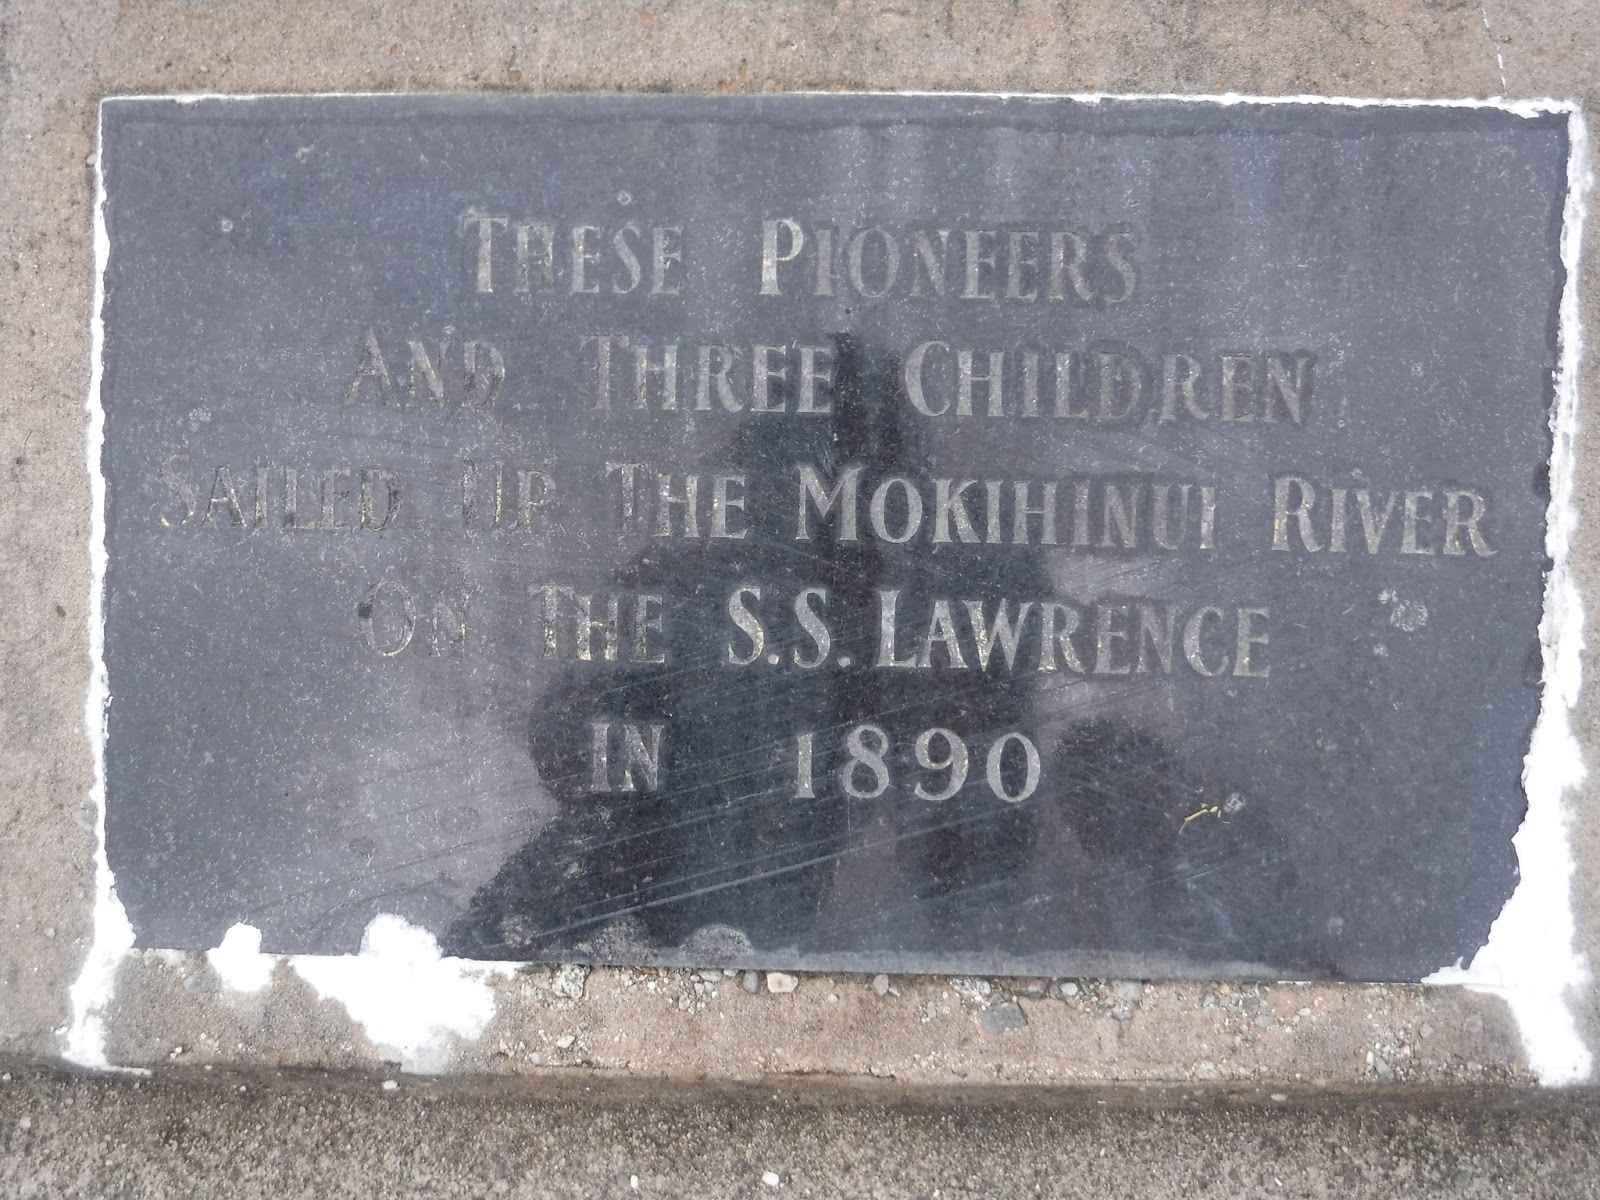 THESE PIONEERS
AND THREE CHILDREN
SAILED UP THE MOKIHINUI RIVER
ON THE S.S. LAWRENCE
IN 1890